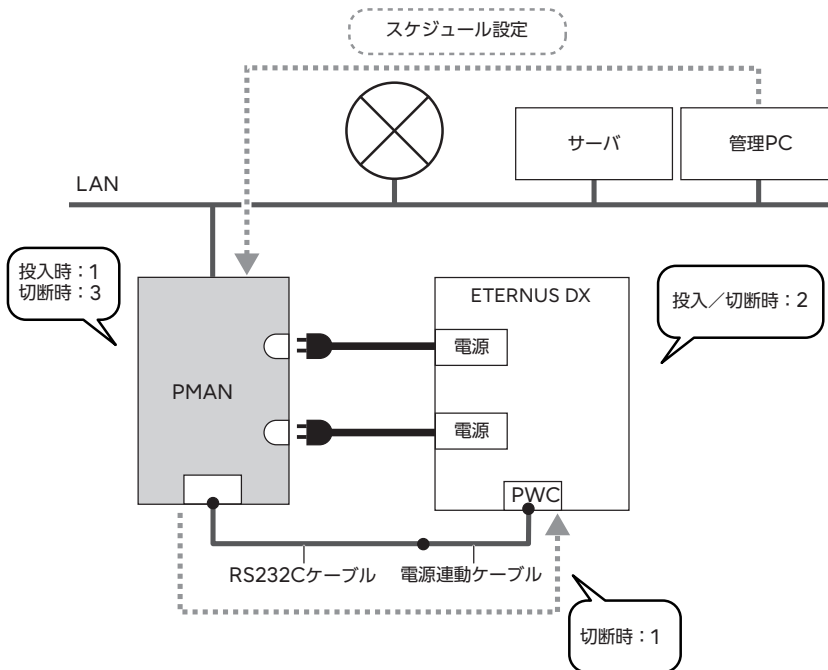 スケジュール設定
サーバ
管理PC
LAN
投入時：1
切断時：3
ETERNUS DX
投入／切断時：2
電源
PMAN
電源
PWC
RS232Cケーブル
電源連動ケーブル
切断時：1